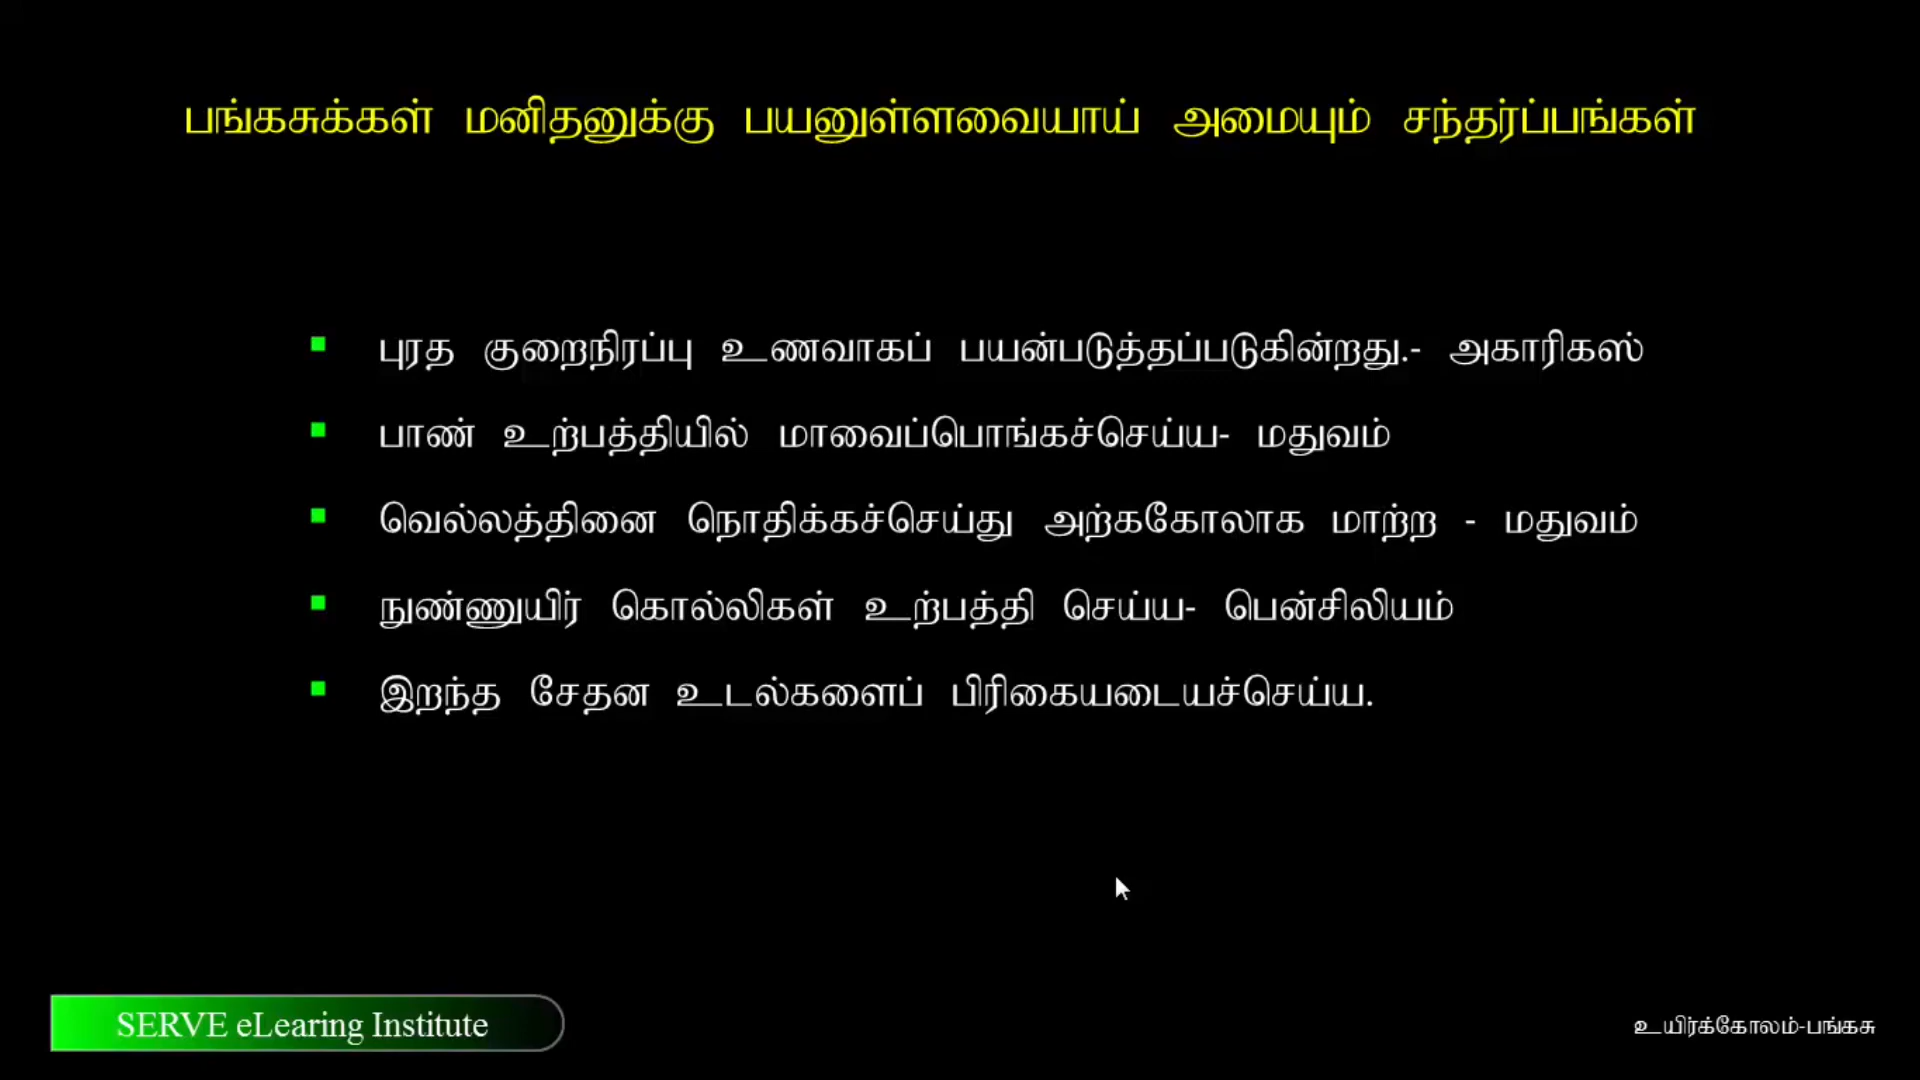 பங்கசுக்கள் மனிதனுக்கு பயனுள்ளவையாய் அமையும் சந்தர்ப்பங்கள்
புரத குறைநிரப்பு உணவாகப் பயன்படுத்தப்படுகின்றது.- அகாரிகஸ்
பாண் உற்பத்தியில் மாவைப்பொங்கச்செய்ய- மதுவம்
வெல்லத்தினை நொதிக்கச்செய்து அற்ககோலாக மாற்ற - மதுவம்
நுண்ணுயிர் கொல்லிகள் உற்பத்தி செய்ய- பென்சிலியம்
இறந்த சேதன உடல்களைப் பிரிகையடையச்செய்ய.
SERVE eLearing Institute
உயிர்க்கோலம்-பங்கசு